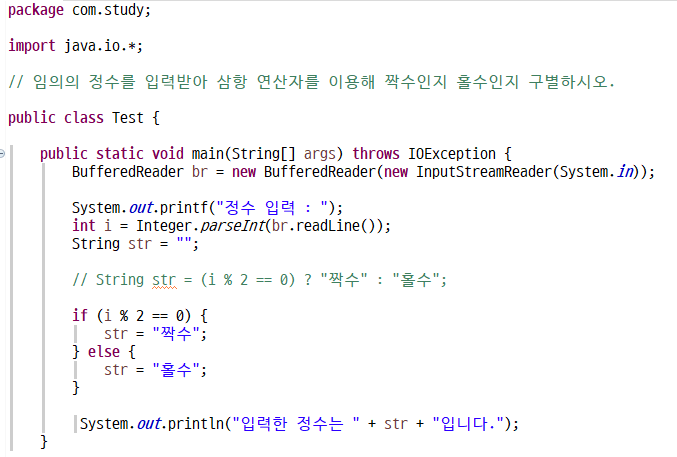 package com.study;
import java.io.*;
// 임의의 정수를 입력받아 삼항 연산자를 이용해 짝수인지 홀수인지 구별하시오.
public class Test {
public static void main(String[] args) throws IOException {
BufferedReader br = new BufferedReader(new InputStreamReader(System.in));
System.out.printf("정수 입력 : ");
int i = Integer.parseInt(br.readLine());
String str = "";
// String str = (i % 2 == 0) ? "짝수" : "홀수";
if (i % 2 == 0) {
str = "짝수";
} else {
str = "홀수";
}
System.out.println("입력한 정수는 " + str + "입니다.");
}